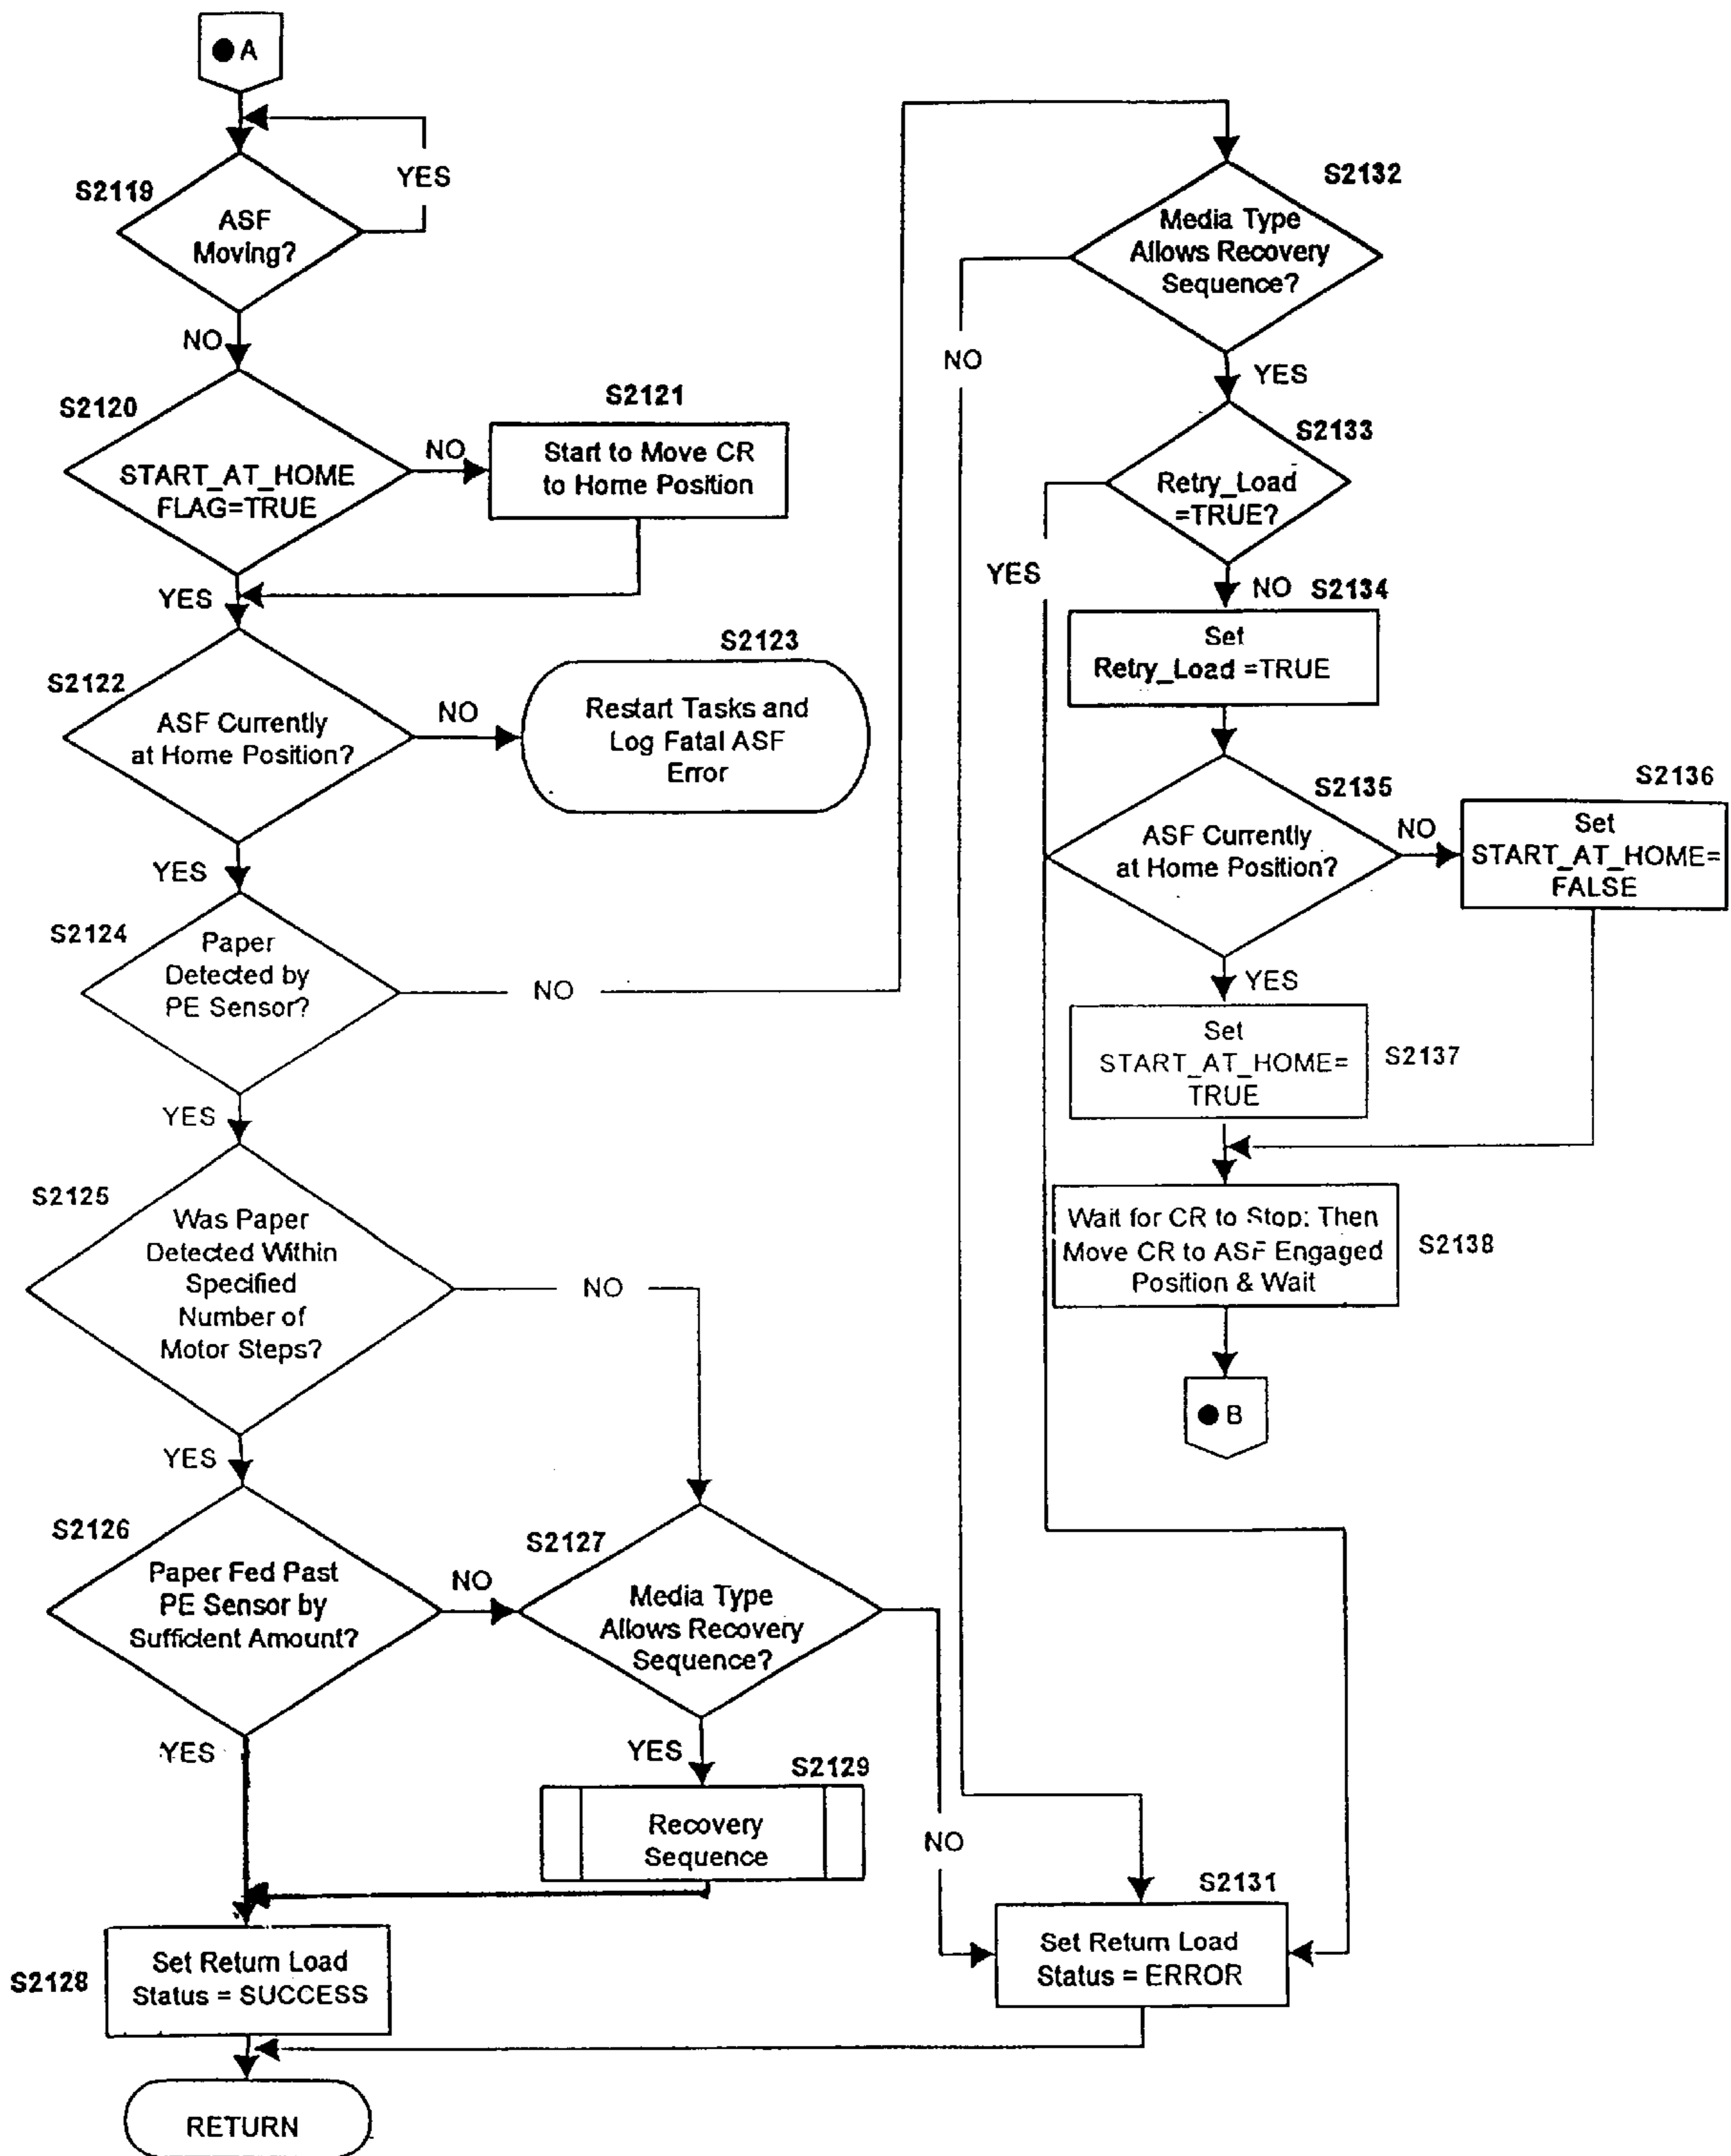 A
S2119
YES
ASF
Moving?
NO
S2120
START_AT_HOME
FLAG=TRUE
NO
S2121
Start to Move CR
to Home Position
YES
S2122
ASF Currently
at Home Position?
NO
S2123
Restart Tasks and
Log Fatal ASF
Error
YES
S2124
Paper
Detected by
PE Sensor?
NO
YES
S2125
Was Paper
Detected Within
Specified
Number of
Motor Steps?
NO
YES
S2126
Paper Fed Past
PE Sensor by
Sufficient Amount?
NO
S2127
Media Type
Allows Recovery
Sequence?
YES
YES
S2129
Recovery
Sequence
NO
S2128
Set Return Load
Status = SUCCESS
RETURN
S2132
Media Type
Allows Recovery
Sequence?
NO
YES
S2133
Retry_Load
=TRUE?
YES
NO
S2134
Set
Retry_Load =TRUE
S2135
ASF Currently
at Home Position?
NO
S2136
Set
START_AT_HOME=
FALSE
YES
Set
START_AT_HOME=
TRUE
S2137
Wait for CR to Stop; Then
Move CR to ASF Engaged
Position & Wait
S2138
B
S2131
Set Return Load
Status = ERROR